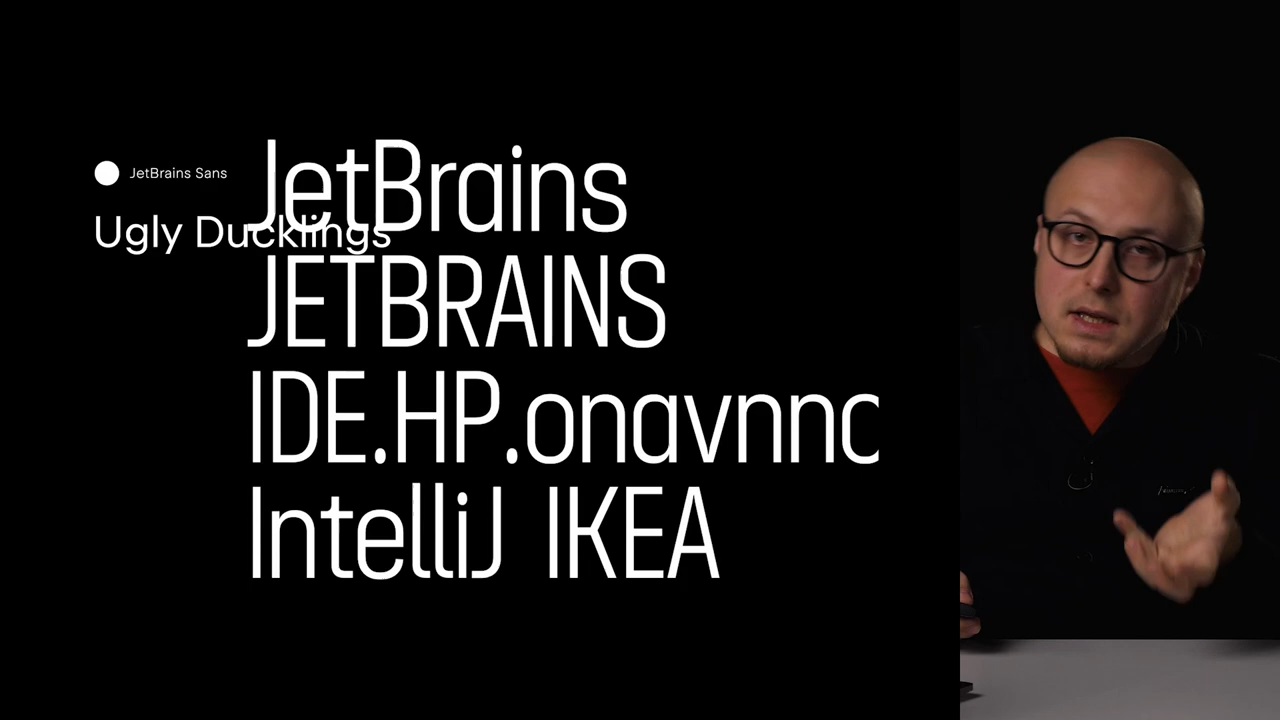 JetBrains Sans
Ugly Ducklings
JetBrains
JETBRAINS
IDE.HP.onavnnc
IntelliJ IKEA